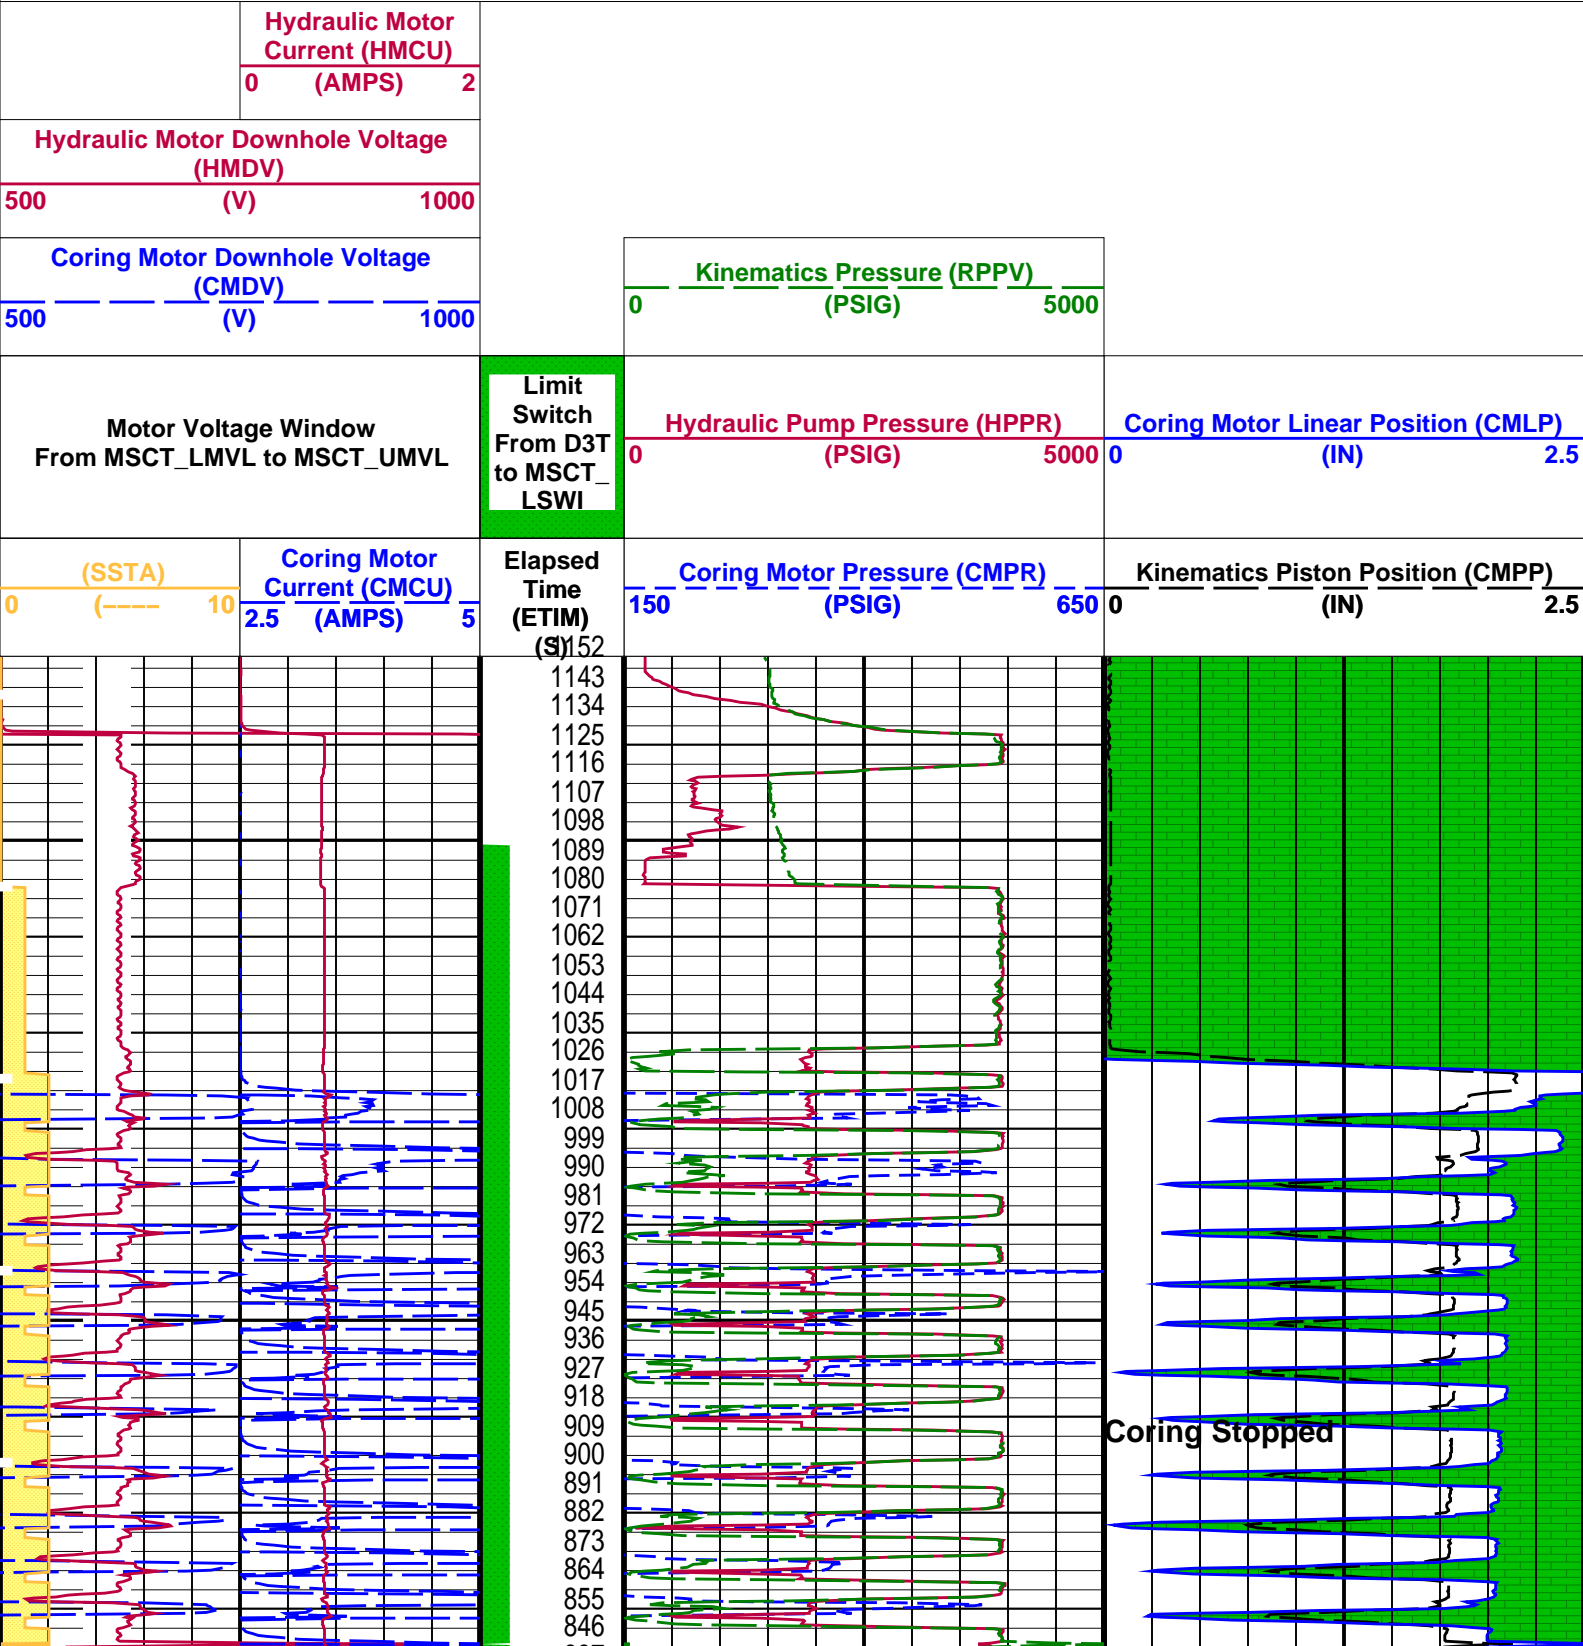 Hydraulic Motor
Current (HMCU)
0 (AMPS) 2
Hydraulic Motor Downhole Voltage
(HMDV)
500 (V) 1000
Coring Motor Downhole Voltage
(CMDV)
500 (V) 1000
Kinematics Pressure (RPPV)
0 (PSIG) 5000
Motor Voltage Window
From MSCT_LMVL to MSCT_UMVL
Limit
Switch
From D3T
to MSCT_
LSWI
Hydraulic Pump Pressure (HPPR)
0 (PSIG) 5000
Coring Motor Linear Position (CMLP)
0 (IN) 2.5
(SSTA)
0 (---- 10
Coring Motor
Current (CMCU)
2.5 (AMPS) 5
Elapsed
Time
(ETIM)
(S)
Coring Motor Pressure (CMPR)
150 (PSIG) 650
Kinematics Piston Position (CMPP)
0 (IN) 2.5
1152
1143
1134
1125
1116
1107
1098
1089
1080
1071
1062
1053
1044
1035
1026
1017
1008
999
990
981
972
963
954
945
936
927
918
909
Coring Stopped
900
891
882
873
864
855
846